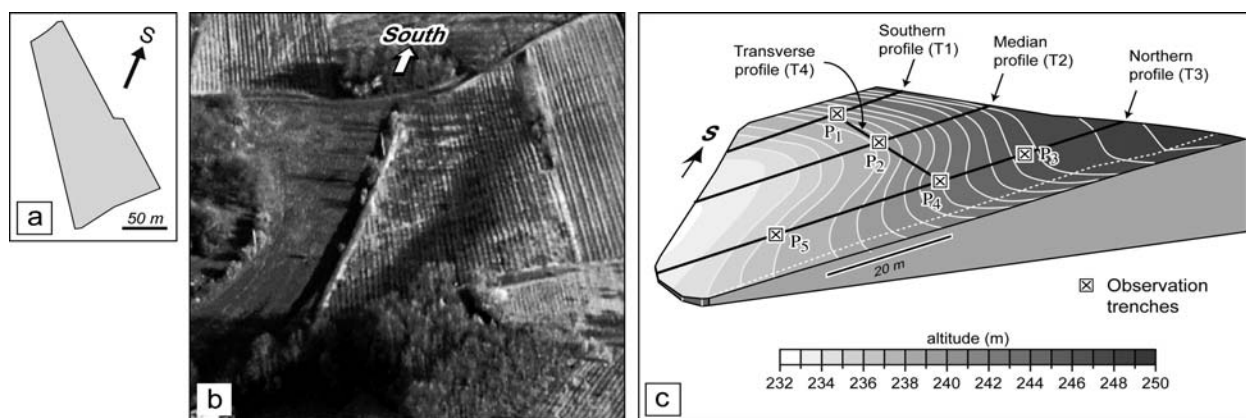 S
50 m
a
South
b
Transverse
profile (T4)
Southern
profile (T1)
Median
profile (T2)
Northern
profile (T3)
S
P1
P2
P3
P4
P5
20 m
Observation
trenches
altitude (m)
232 234 236 238 240 242 244 246 248 250
c